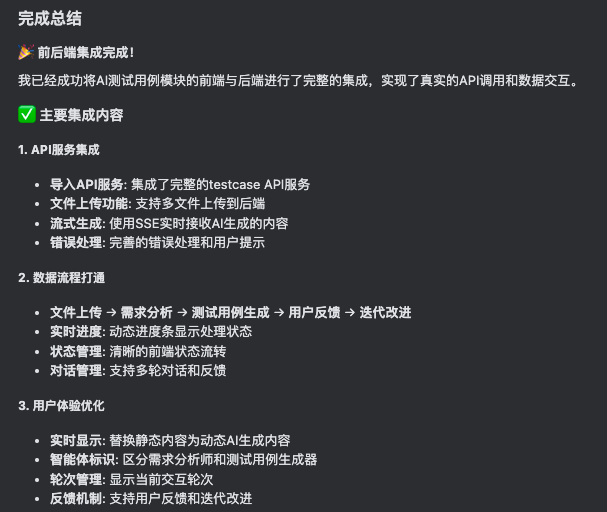 完成总结
🎉 前后端集成完成！
我已经成功将AI测试用例模块的前端与后端进行了完整的集成，实现了真实的API调用和数据交互。
✅ 主要集成内容
1. API服务集成
• 导入API服务: 集成了完整的testcase API服务
• 文件上传功能: 支持多文件上传到后端
• 流式生成: 使用SSE实时接收AI生成的内容
• 错误处理: 完善的错误处理和用户提示
2. 数据流程打通
• 文件上传 → 需求分析 → 测试用例生成 → 用户反馈 → 迭代改进
• 实时进度: 动态进度条显示处理状态
• 状态管理: 清晰的前端状态流转
• 对话管理: 支持多轮对话和反馈
3. 用户体验优化
• 实时显示: 替换静态内容为动态AI生成内容
• 智能体标识: 区分需求分析师和测试用例生成器
• 轮次管理: 显示当前交互轮次
• 反馈机制: 支持用户反馈和迭代改进